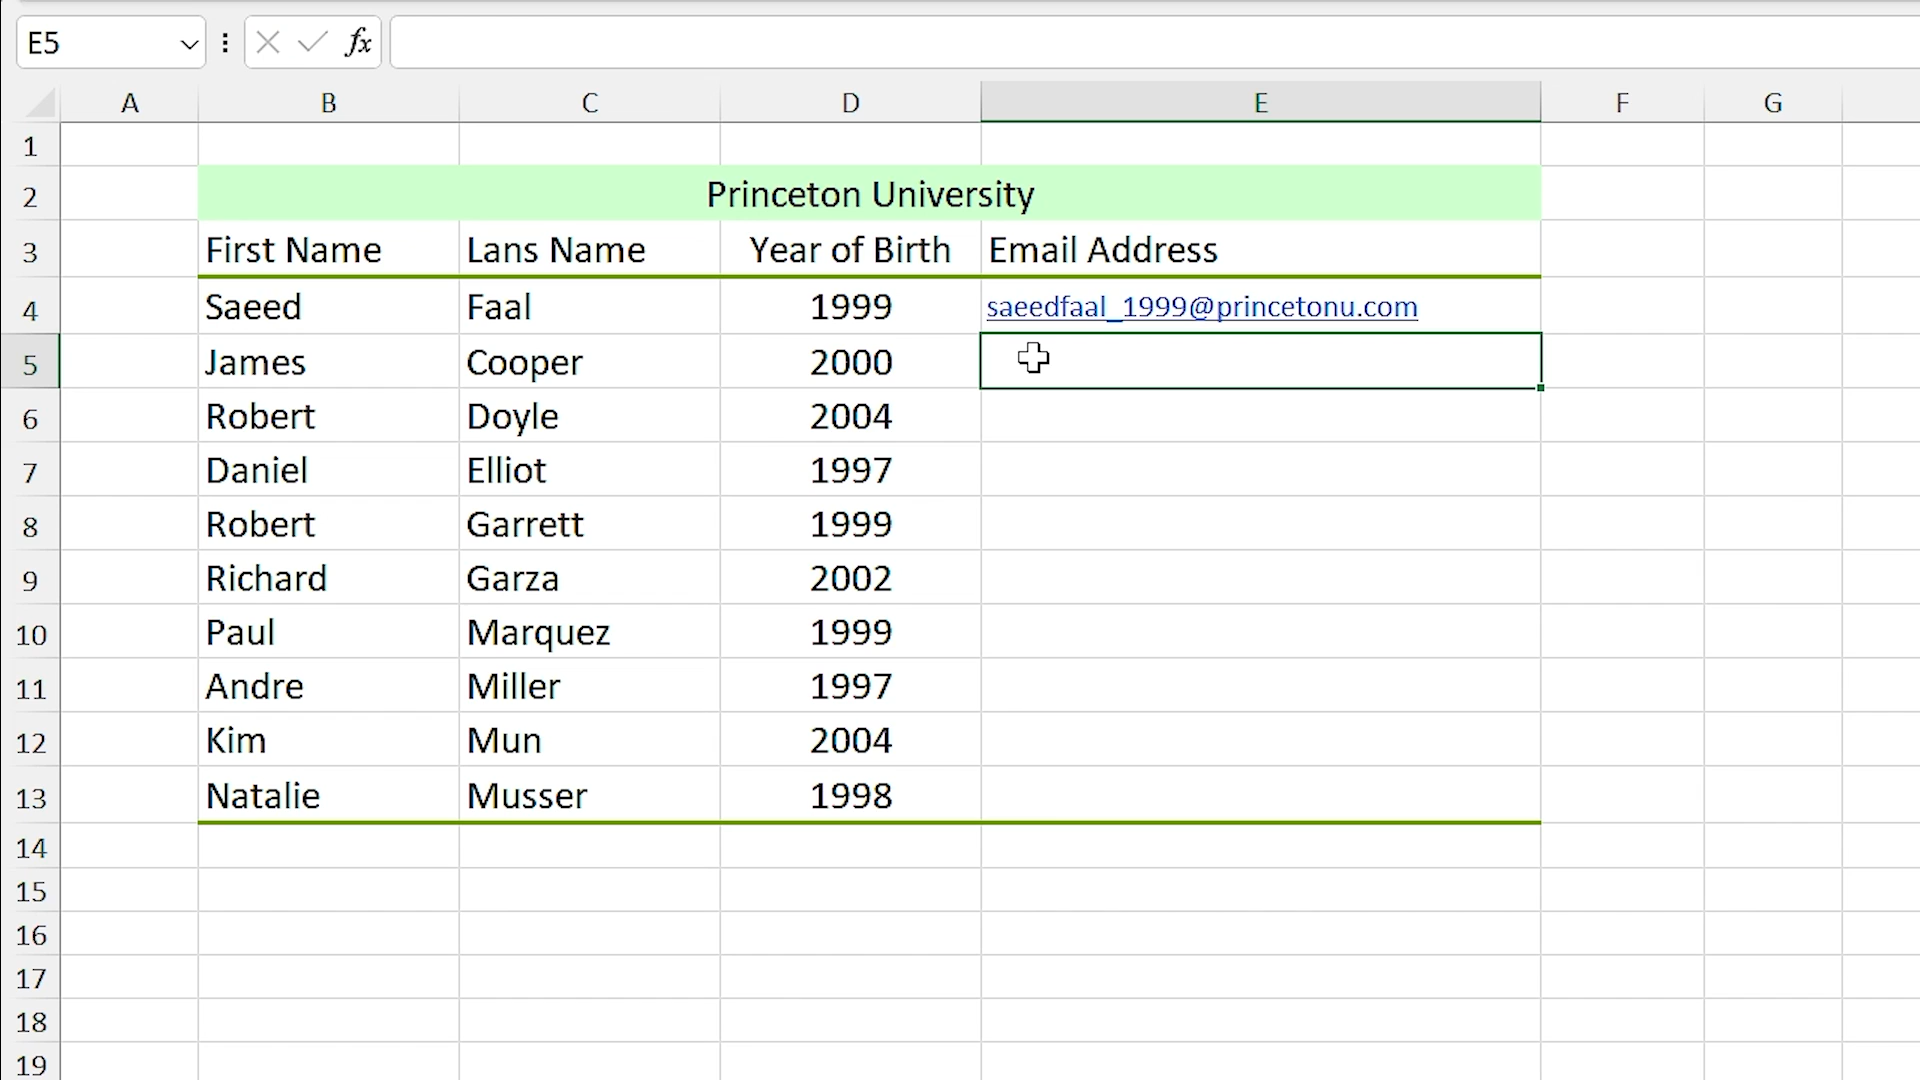 E5 fx
A B C D E F G
1
2 Princeton University
3 First Name Lans Name Year of Birth Email Address
4 Saeed Faal 1999 saeedfaal_1999@princetonu.com
5 James Cooper 2000
6 Robert Doyle 2004
7 Daniel Elliot 1997
8 Robert Garrett 1999
9 Richard Garza 2002
10 Paul Marquez 1999
11 Andre Miller 1997
12 Kim Mun 2004
13 Natalie Musser 1998
14
15
16
17
18
19